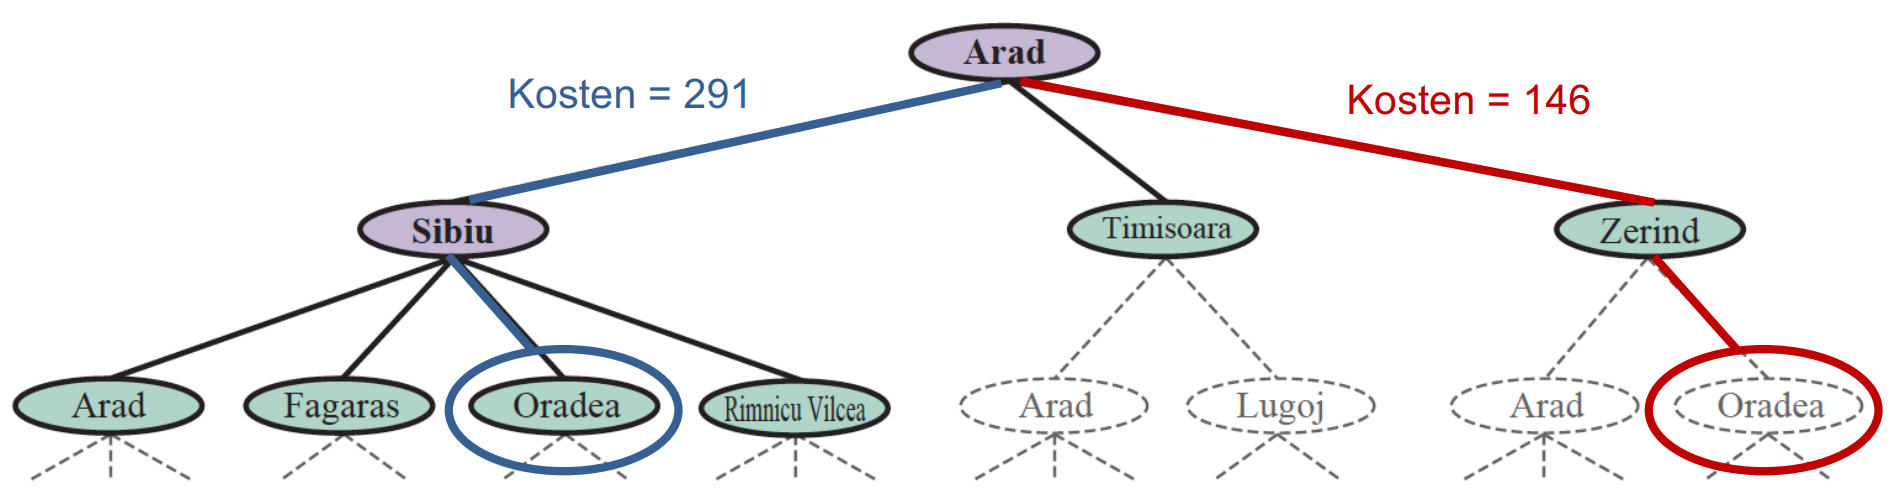 Arad
Kosten = 291
Kosten = 146
Sibiu
Timisoara
Zerind
Arad
Fagaras
Oradea
Rimnicu Vilcea
Arad
Lugoj
Arad
Oradea